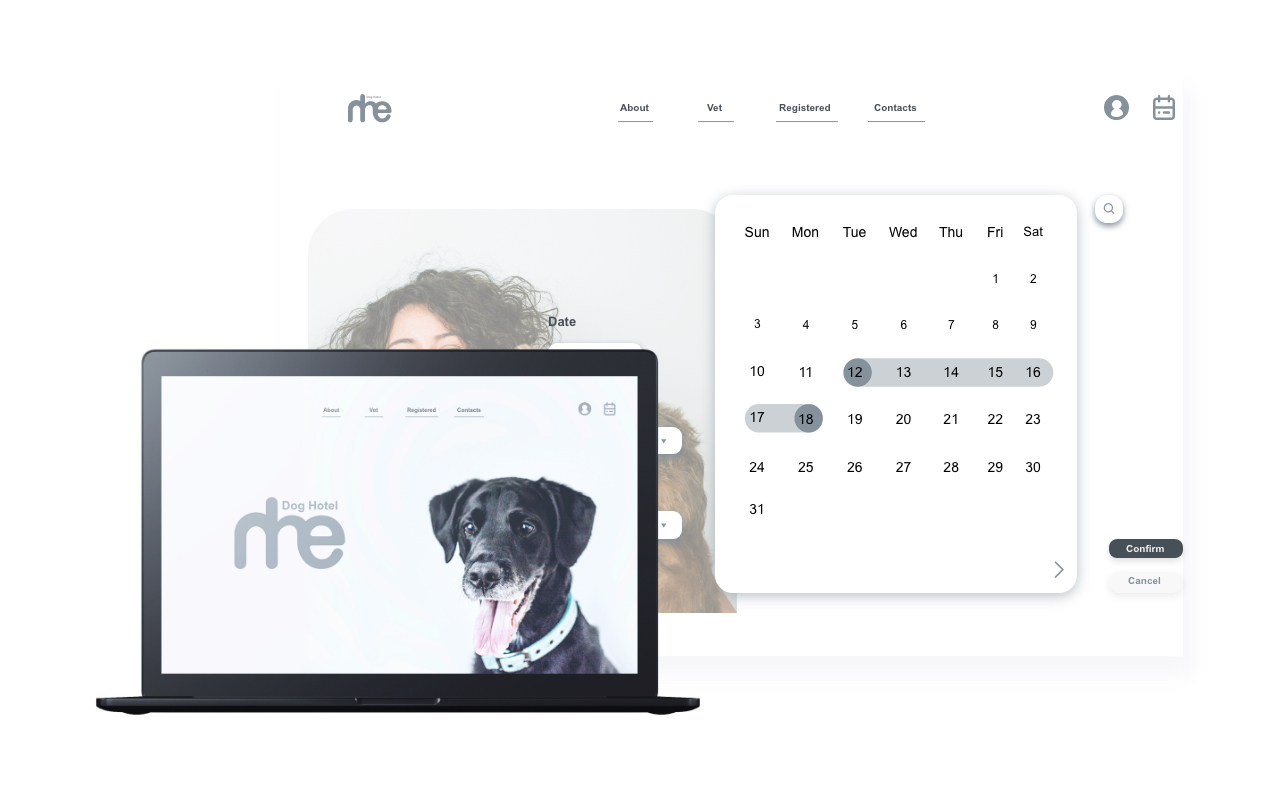 Dog Hotel
me
About Vet Registered Contacts
Sun Mon Tue Wed Thu Fri Sat
1 2
3 4 5 6 7 8 9
10 11 12 13 14 15 16
17 18 19 20 21 22 23
24 25 26 27 28 29 30
31
Date
Confirm
Cancel
About Vet Registered Contacts
Dog Hotel
me